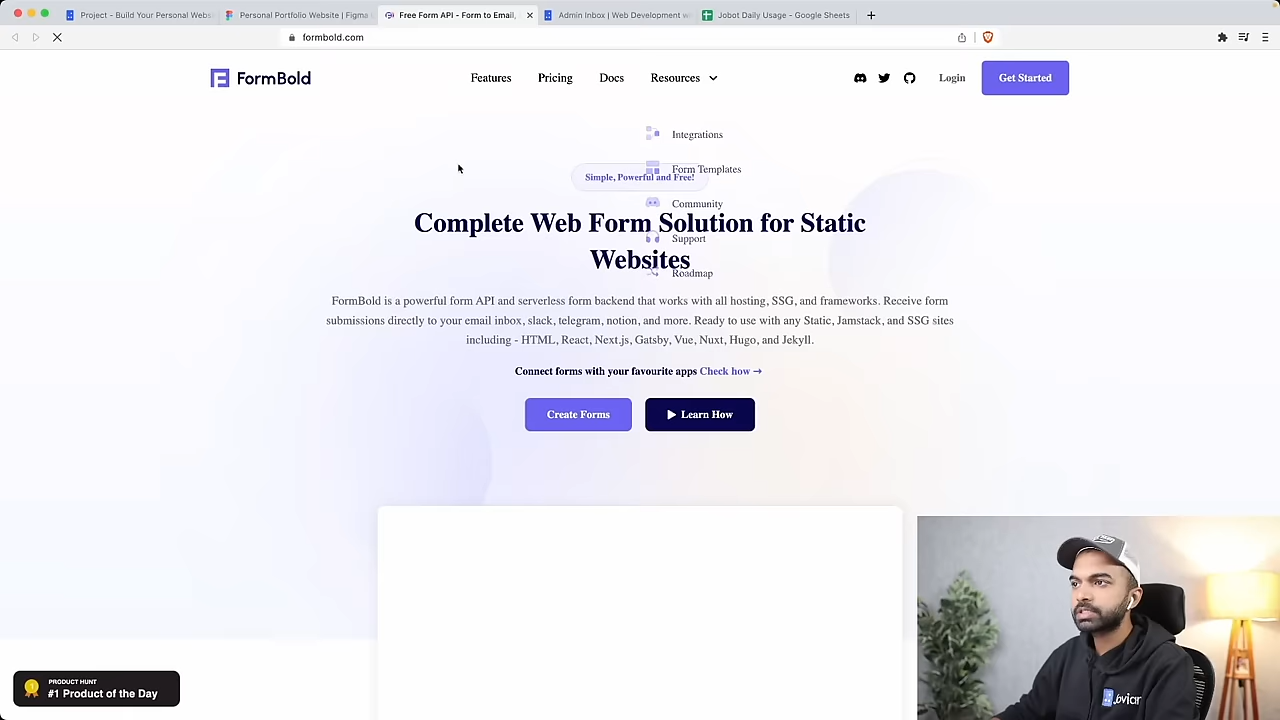 Project - Build Your Personal Webs
Personal Portfolio Website | Figma
Free Form API - Form to Email,
Admin Inbox | Web Development w
Jobot Daily Usage - Google Sheets
formbold.com
FormBold
Features
Pricing
Docs
Resources
Login
Get Started
Integrations
Form Templates
Simple, Powerful and Free!
Community
Complete Web Form Solution for Static
Support
Websites
Roadmap
FormBold is a powerful form API and serverless form backend that works with all hosting, SSG, and frameworks. Receive form
submissions directly to your email inbox, slack, telegram, notion, and more. Ready to use with any Static, Jamstack, and SSG sites
including - HTML, React, Next.js, Gatsby, Vue, Nuxt, Hugo, and Jekyll.
Connect forms with your favourite apps Check how →
Create Forms
Learn How
PRODUCT HUNT
#1 Product of the Day